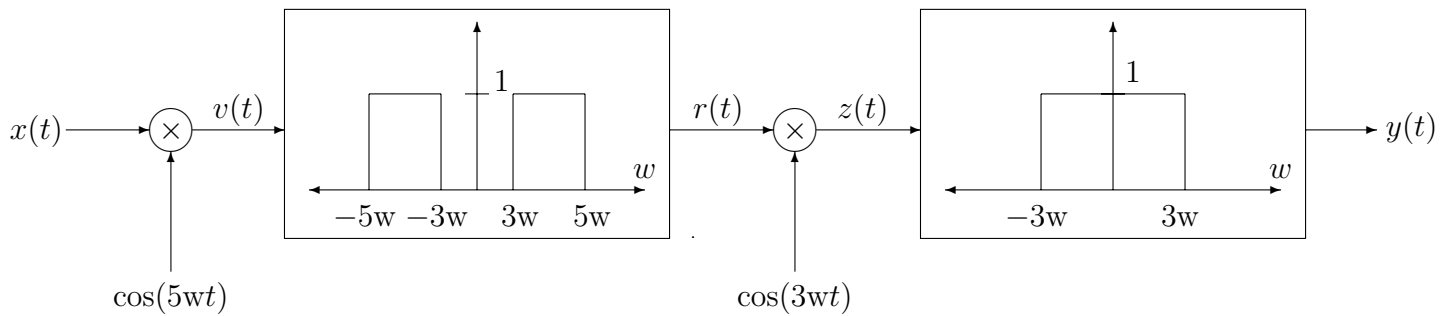 1
1
x(t)
×
v(t)
r(t)
×
z(t)
y(t)
w
w
−5w −3w 3w 5w
−3w 3w
cos(5wt)
cos(3wt)